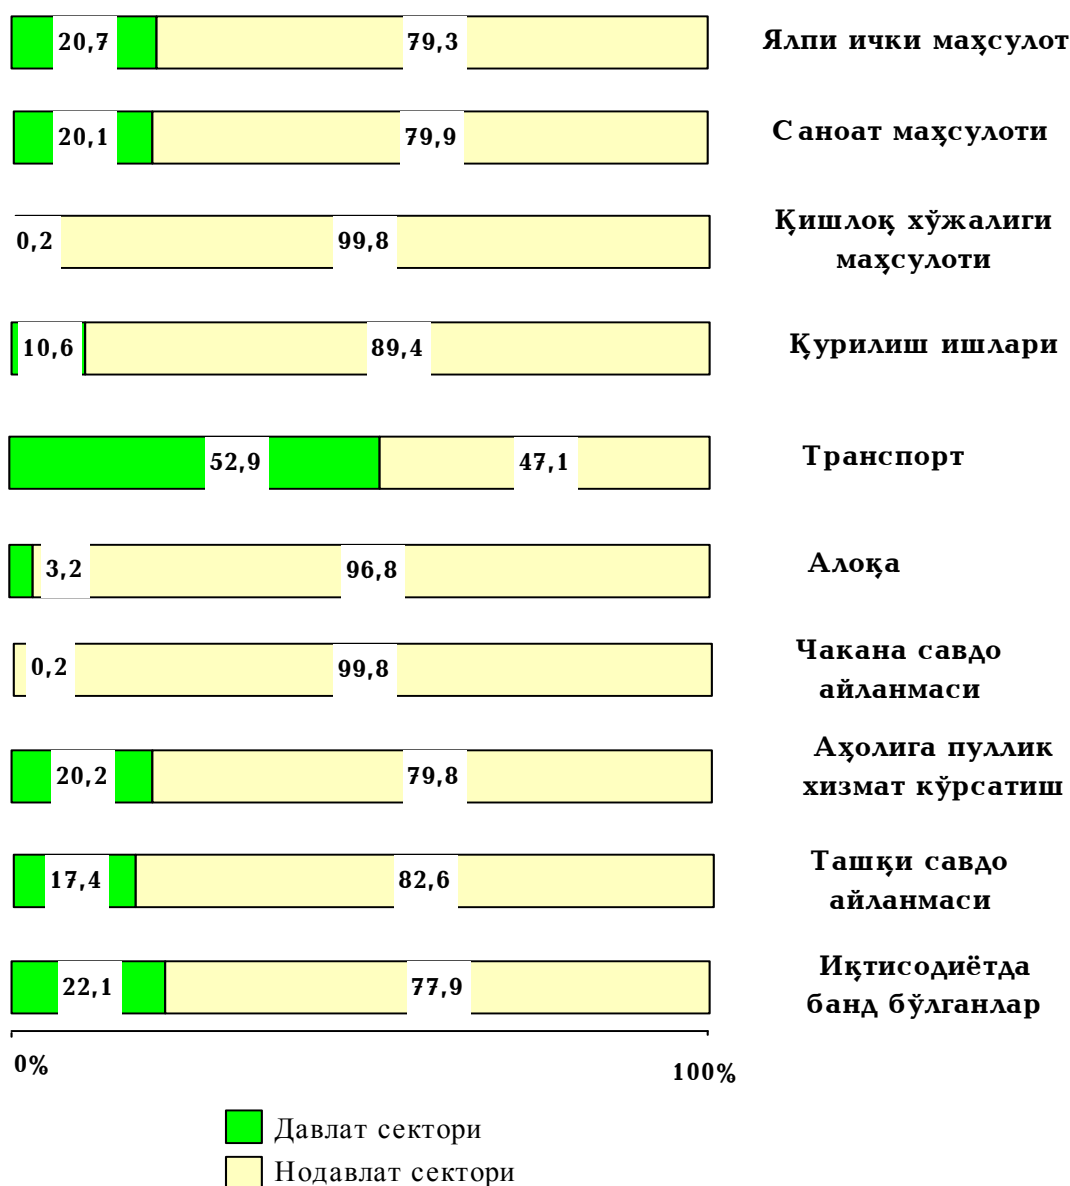 20,7 79,3 Ялпи ички маҳсулот
20,1 79,9 Саноат маҳсулоти
0,2 99,8 Қишлоқ хўжалиги
маҳсулоти
10,6 89,4 Қурилиш ишлари
52,9 47,1 Транспорт
3,2 96,8 Алоқа
0,2 99,8 Чакана савдо
айланмаси
20,2 79,8 Аҳолига пуллик
хизмат кўрсатиш
17,4 82,6 Ташқи савдо
айланмаси
22,1 77,9 Иқтисодиётда
банд бўлганлар
0% 100%
Давлат сектори
Нодавлат сектори